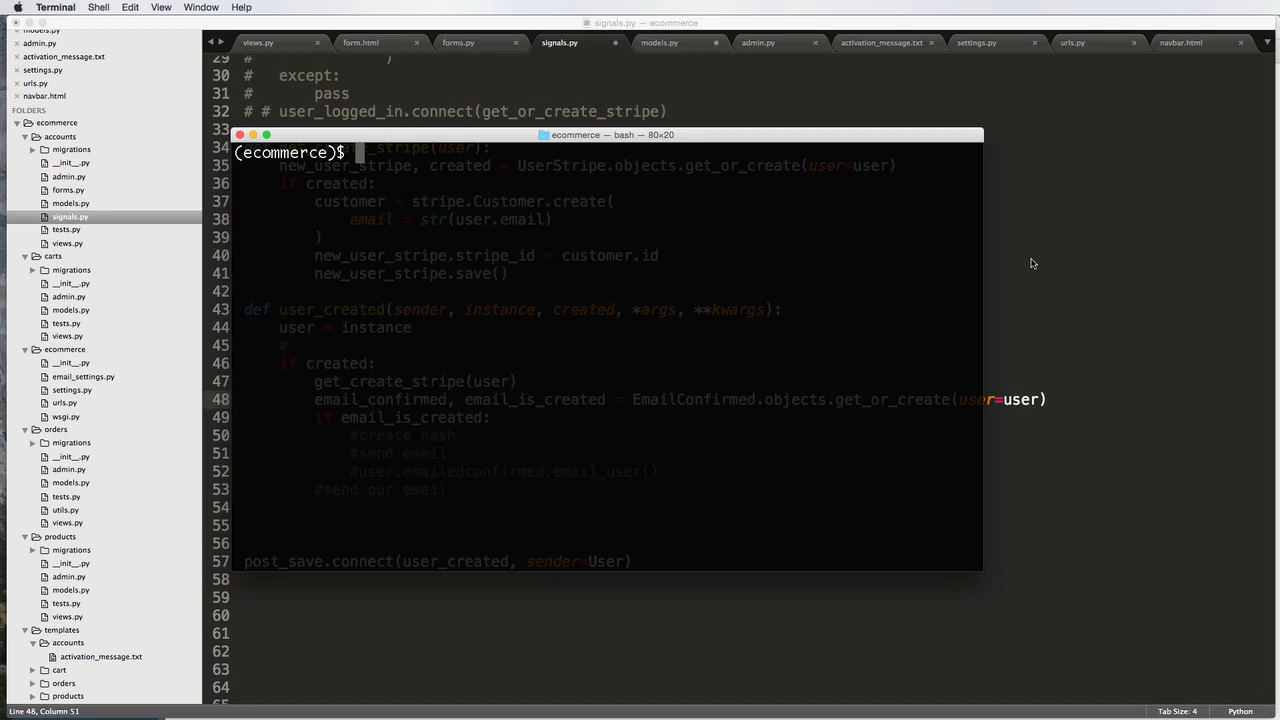 Terminal Shell Edit View Window Help
signals.py — ecommerce
models.py
admin.py
activation_message.txt
settings.py
urls.py
navbar.html
FOLDERS
ecommerce
accounts
migrations
__init__.py
admin.py
forms.py
models.py
signals.py
tests.py
views.py
carts
migrations
__init__.py
admin.py
models.py
tests.py
views.py
ecommerce
__init__.py
email_settings.py
settings.py
urls.py
wsgi.py
orders
migrations
__init__.py
admin.py
models.py
tests.py
utils.py
views.py
products
migrations
__init__.py
admin.py
models.py
tests.py
views.py
templates
accounts
activation_message.txt
cart
orders
products
views.py form.html forms.py signals.py models.py admin.py activation_message.txt settings.py urls.py navbar.html
29 # )
30 # except:
31 # pass
32 # # user_logged_in.connect(get_or_create_stripe)
33
ecommerce — bash — 80×20
(ecommerce)$
34 stripe(user):
35 new_user_stripe, created = UserStripe.objects.get_or_create(user=user)
36 if created:
37 customer = stripe.Customer.create(
38 email = str(user.email)
39 )
40 new_user_stripe.stripe_id = customer.id
41 new_user_stripe.save()
42
43 def user_created(sender, instance, created, *args, **kwargs):
44 user = instance
45 #
46 if created:
47 get_create_stripe(user)
48 email_confirmed, email_is_created = EmailConfirmed.objects.get_or_create(user=user)
49 if email_is_created:
50 #create hash
51 #send email
52 #user.emailedconfirmed.email_user()
53 #send our email
54
55
56
57 post_save.connect(user_created, sender=User)
58
59
60
61
62
63
64
65
Line 48, Column 51
Tab Size: 4 Python